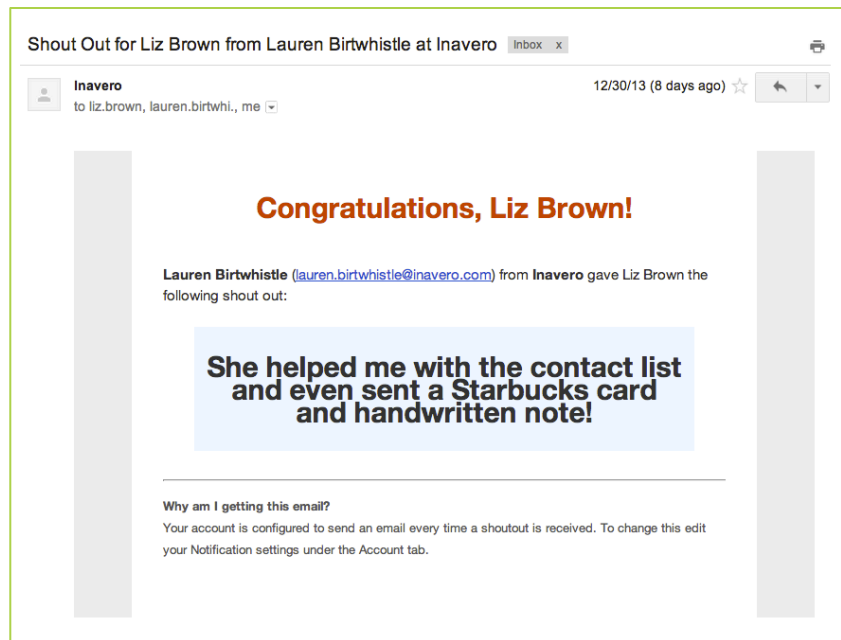 Shout Out for Liz Brown from Lauren Birtwhistle at Inavero Inbox x
Inavero 12/30/13 (8 days ago)
to liz.brown, lauren.birtwhi., me
Congratulations, Liz Brown!
Lauren Birtwhistle (lauren.birtwhistle@inavero.com) from Inavero gave Liz Brown the
following shout out:
She helped me with the contact list
and even sent a Starbucks card
and handwritten note!
Why am I getting this email?
Your account is configured to send an email every time a shoutout is received. To change this edit
your Notification settings under the Account tab.